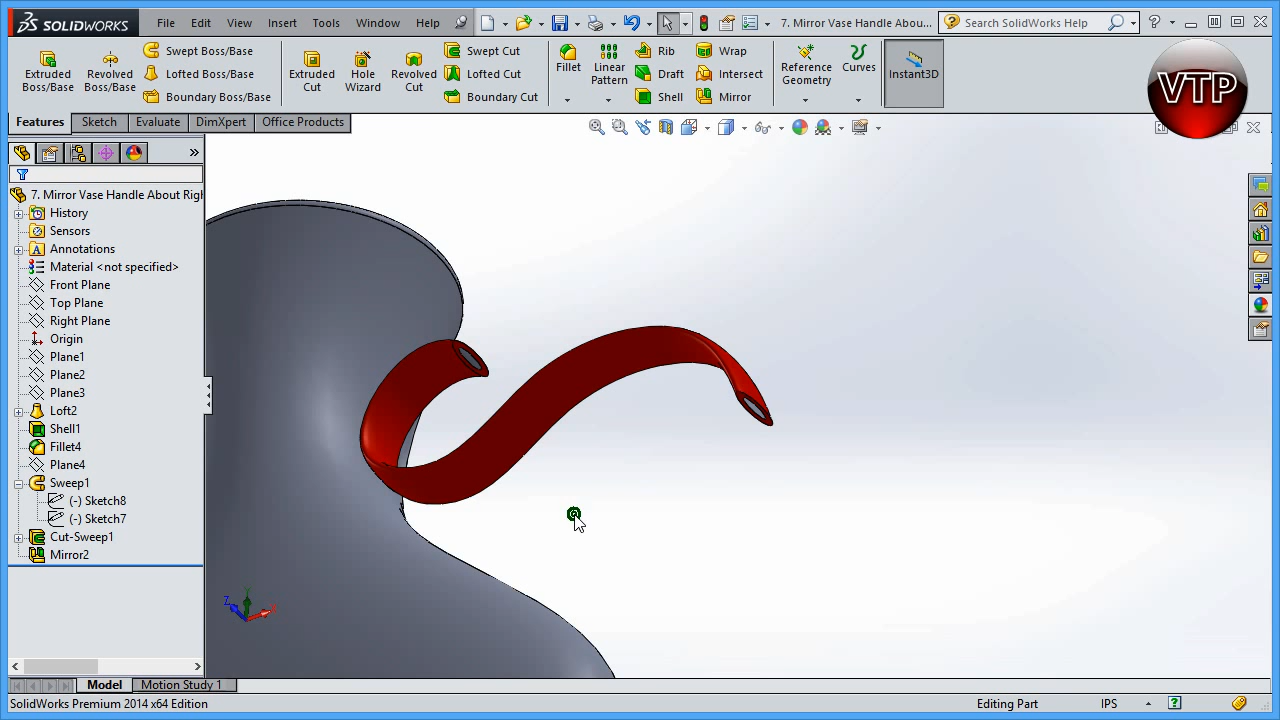 SOLIDWORKS File Edit View Insert Tools Window Help 7. Mirror Vase Handle Abou... Search SolidWorks Help
Extruded Boss/Base
Revolved Boss/Base
Swept Boss/Base
Lofted Boss/Base
Boundary Boss/Base
Extruded Cut
Hole Wizard
Revolved Cut
Swept Cut
Lofted Cut
Boundary Cut
Fillet
Linear Pattern
Rib
Draft
Shell
Wrap
Intersect
Mirror
Reference Geometry
Curves
Instant3D
VTP
Features Sketch Evaluate DimXpert Office Products
7. Mirror Vase Handle About Righ
History
Sensors
Annotations
Material <not specified>
Front Plane
Top Plane
Right Plane
Origin
Plane1
Plane2
Plane3
Loft2
Shell1
Fillet4
Plane4
Sweep1
(-) Sketch8
(-) Sketch7
Cut-Sweep1
Mirror2
Y
Z
X
Model Motion Study 1
SolidWorks Premium 2014 x64 Edition Editing Part IPS